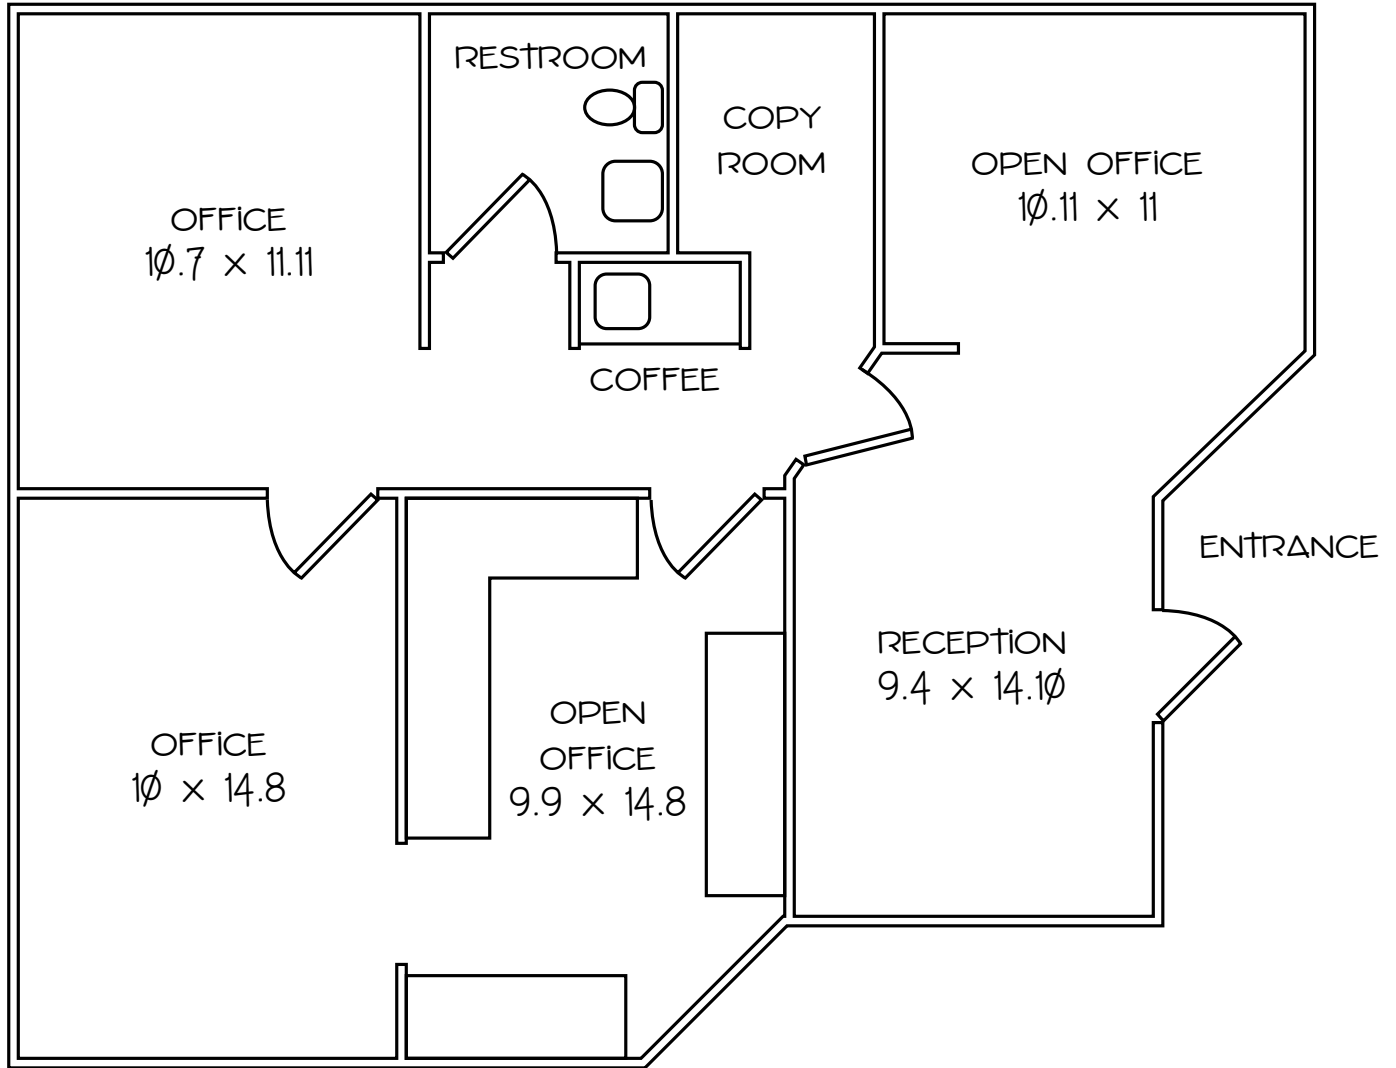 RESTROOM
COPY
ROOM
OPEN OFFICE
10.11 x 11
OFFICE
10.7 x 11.11
COFFEE
ENTRANCE
RECEPTION
9.4 x 14.10
OPEN
OFFICE
9.9 x 14.8
OFFICE
10 x 14.8